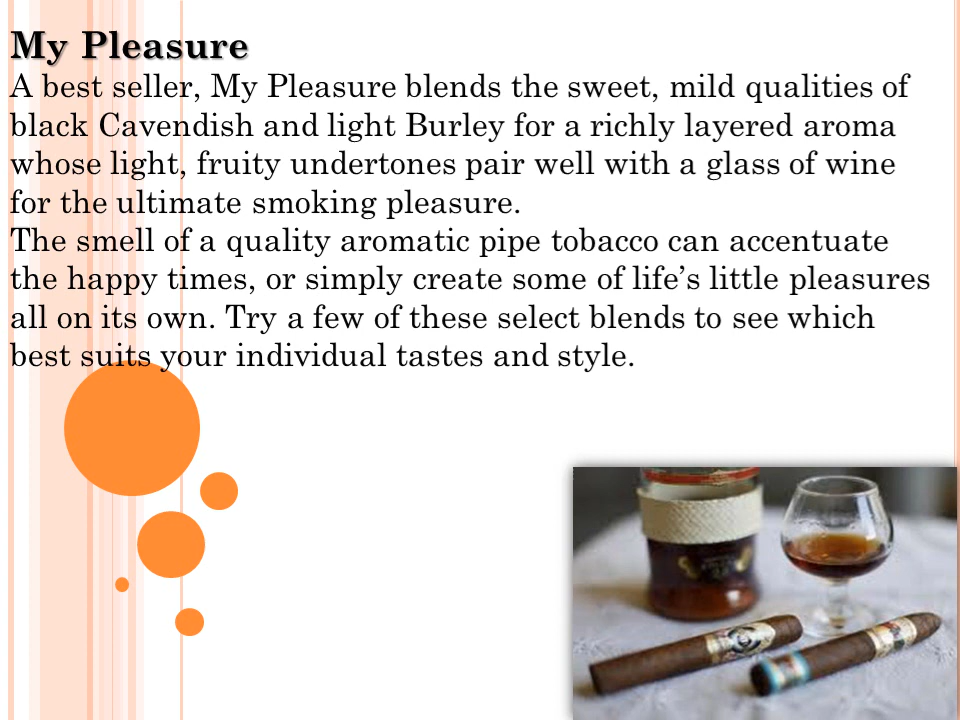 My Pleasure
A best seller, My Pleasure blends the sweet, mild qualities of
black Cavendish and light Burley for a richly layered aroma
whose light, fruity undertones pair well with a glass of wine
for the ultimate smoking pleasure.
The smell of a quality aromatic pipe tobacco can accentuate
the happy times, or simply create some of life’s little pleasures
all on its own. Try a few of these select blends to see which
best suits your individual tastes and style.